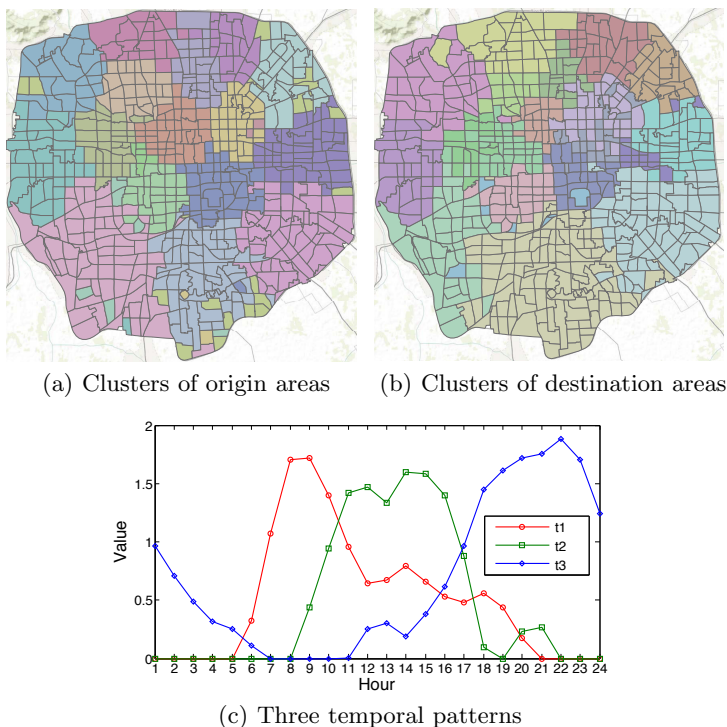 (a) Clusters of origin areas
(b) Clusters of destination areas
2
1.5
1
0.5
0
Value
t1
t2
t3
1 2 3 4 5 6 7 8 9 10 11 12 13 14 15 16 17 18 19 20 21 22 23 24
Hour
(c) Three temporal patterns